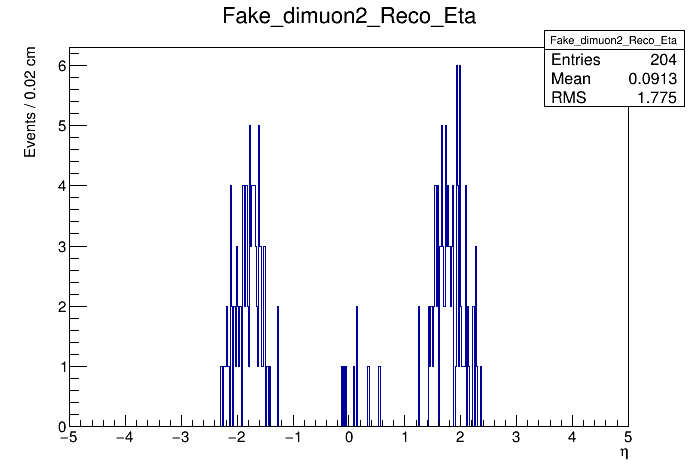 Fake_dimuon2_Reco_Eta
Fake_dimuon2_Reco_Eta
Entries 204
Mean 0.0913
RMS 1.775
Events / 0.02 cm
6
5
4
3
2
1
0
−5 −4 −3 −2 −1 0 1 2 3 4 5
η